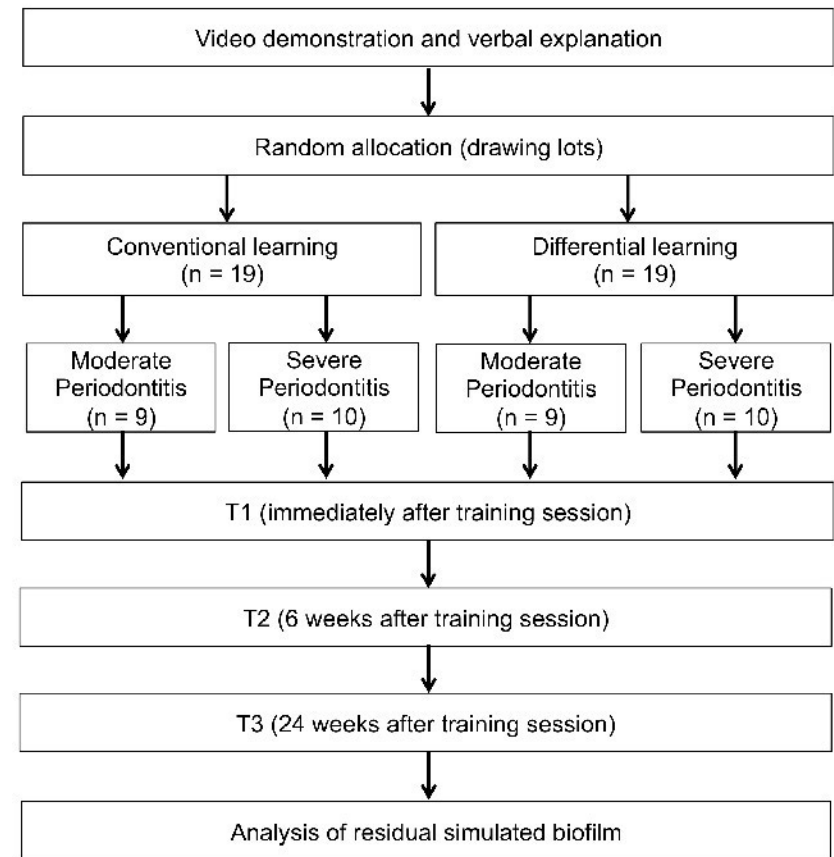 Video demonstration and verbal explanation
Random allocation (drawing lots)
Conventional learning
(n = 19)
Differential learning
(n = 19)
Moderate
Periodontitis
(n = 9)
Severe
Periodontitis
(n = 10)
Moderate
Periodontitis
(n = 9)
Severe
Periodontitis
(n = 10)
T1 (immediately after training session)
T2 (6 weeks after training session)
T3 (24 weeks after training session)
Analysis of residual simulated biofilm